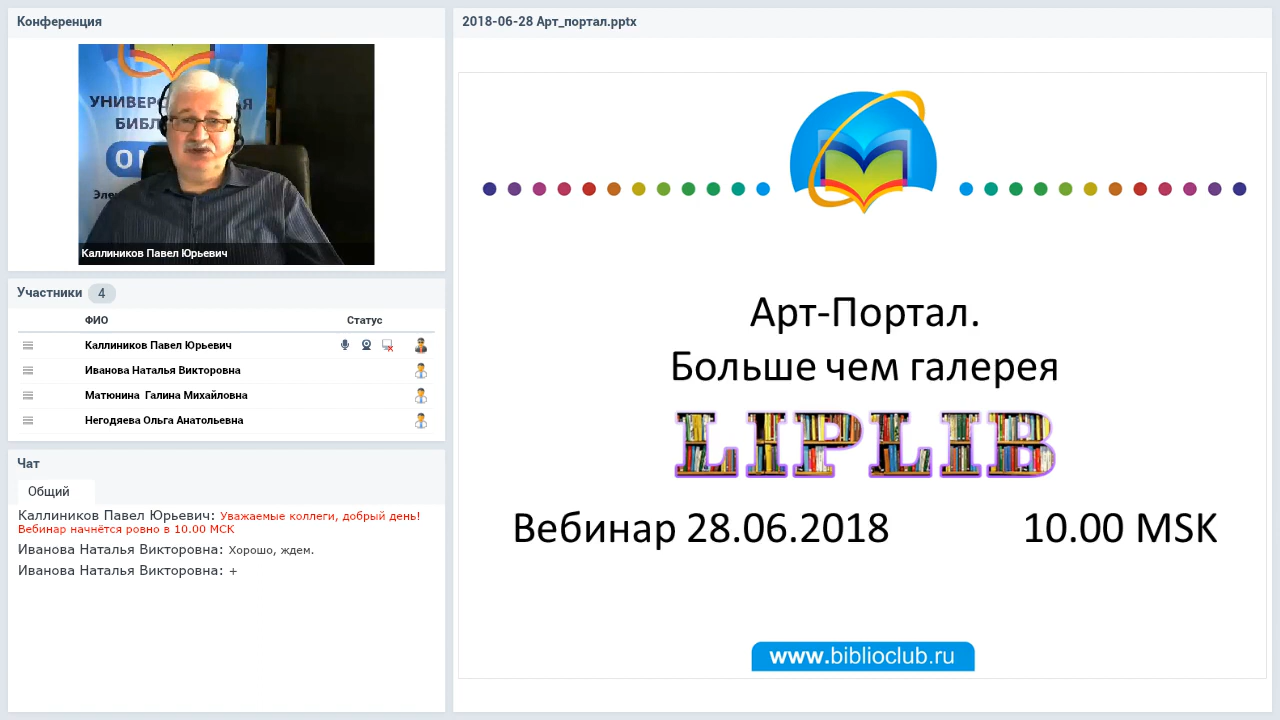 Конференция
УНИВЕР
АЯ
БИБЛ
Каллиников Павел Юрьевич
Участники 4
ФИО Статус
Каллиников Павел Юрьевич
Иванова Наталья Викторовна
Матюнина Галина Михайловна
Негодяева Ольга Анатольевна
Чат
Общий
Каллиников Павел Юрьевич: Уважаемые коллеги, добрый день!
Вебинар начнётся ровно в 10.00 МСК
Иванова Наталья Викторовна: Хорошо, ждем.
Иванова Наталья Викторовна: +
2018-06-28 Арт_портал.pptx
Арт-Портал.
Больше чем галерея
LIPLIB
Вебинар 28.06.2018 10.00 MSK
www.biblioclub.ru